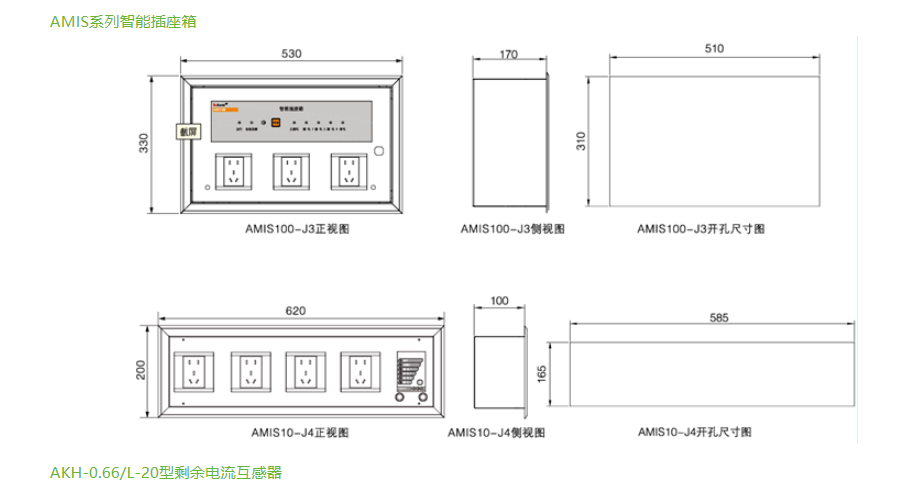 AMIS系列智能插座箱
530
170
510
330
310
截屏
智能插座箱
AMIS100-J3正视图
AMIS100-J3侧视图
AMIS100-J3开孔尺寸图
620
100
585
200
165
AMIS10-J4正视图
AMIS10-J4侧视图
AMIS10-J4开孔尺寸图
AKH-0.66/L-20型剩余电流互感器